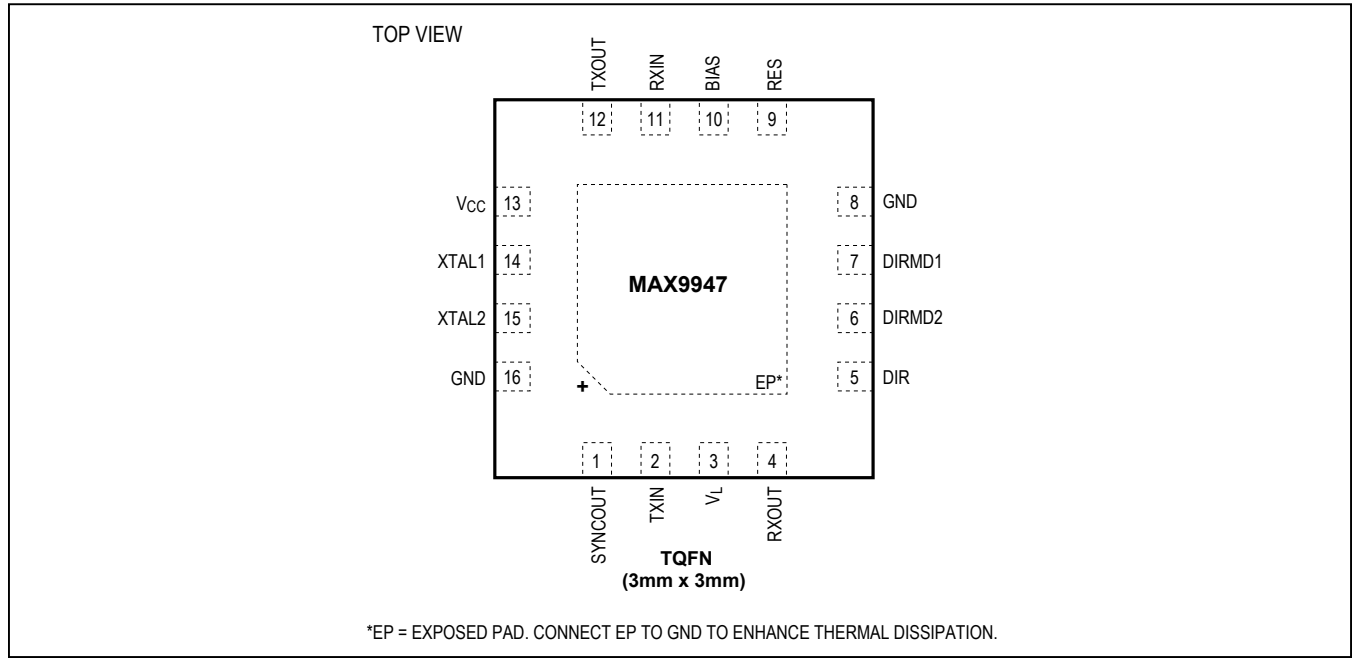 TOP VIEW
TXOUT
RXIN
BIAS
RES
12
11
10
9
VCC 13
8 GND
XTAL1 14
7 DIRMD1
MAX9947
XTAL2 15
6 DIRMD2
GND 16
+
EP*
5 DIR
1
2
3
4
SYNCOUT
TXIN
VL
RXOUT
TQFN
(3mm x 3mm)
*EP = EXPOSED PAD. CONNECT EP TO GND TO ENHANCE THERMAL DISSIPATION.